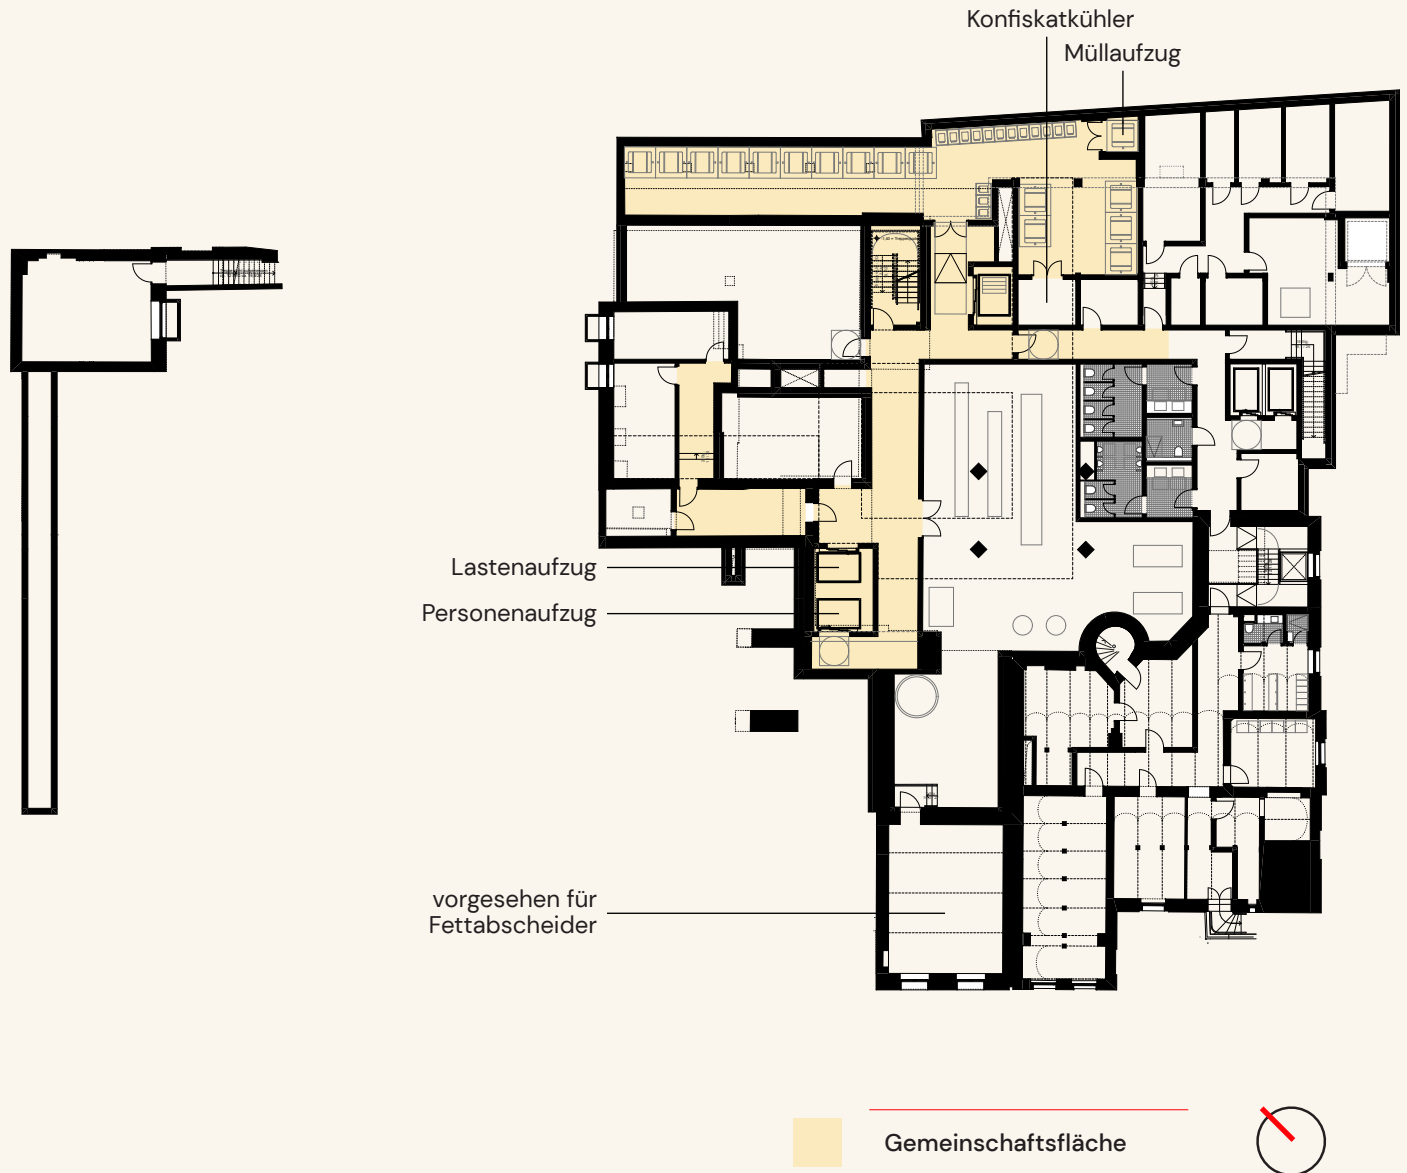 Konfiskatkühler
Müllaufzug
Lastenaufzug
Personenaufzug
vorgesehen für
Fettabscheider
Gemeinschaftsfläche